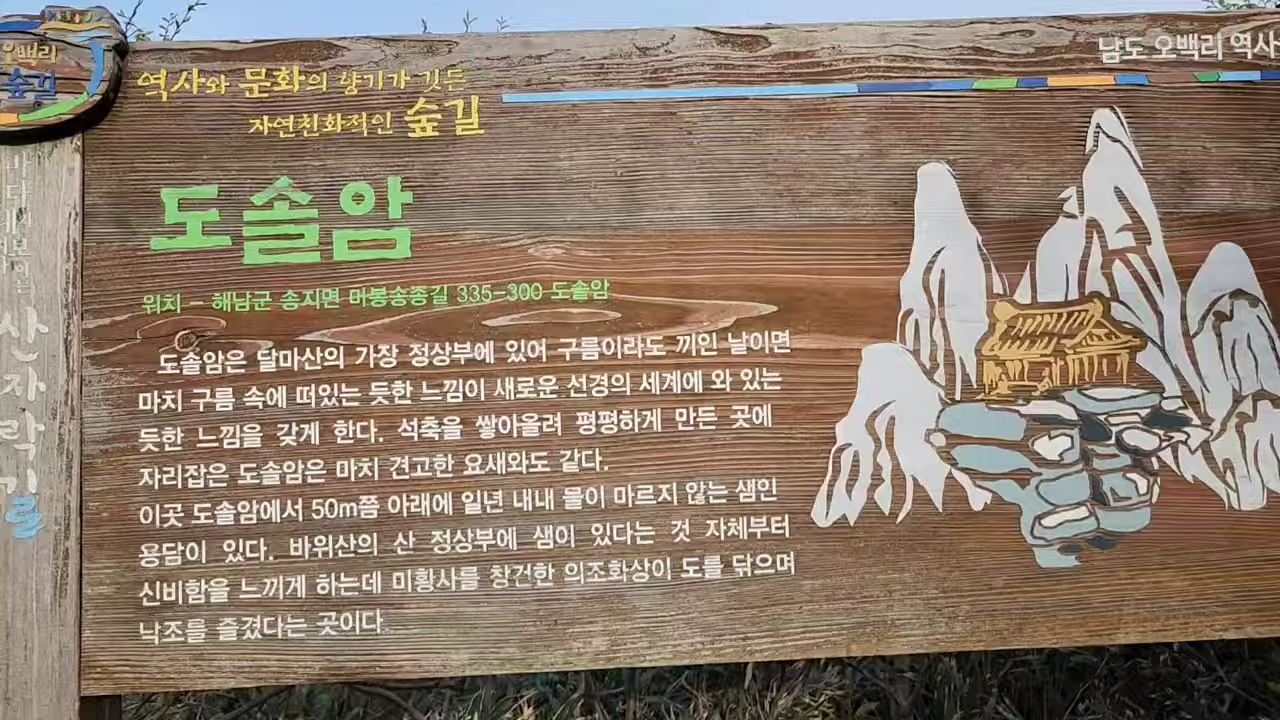 오백리
숲길
남도 오백리 역사
역사와 문화의 향기가 깃든
자연친화적인 숲길
도솔암
위치 - 해남군 송지면 머봉송종길 335-300 도솔암
도솔암은 달마산의 가장 정상부에 있어 구름이라도 끼인 날이면
마치 구름 속에 떠있는 듯한 느낌이 새로운 선경의 세계에 와 있는
듯한 느낌을 갖게 한다. 석축을 쌓아올려 평평하게 만든 곳에
자리잡은 도솔암은 마치 견고한 요새와도 같다.
이곳 도솔암에서 50m쯤 아래에 일년 내내 물이 마르지 않는 샘인
용담이 있다. 바위산의 산 정상부에 샘이 있다는 것 자체부터
신비함을 느끼게 하는데 미횡사를 창건한 의조화상이 도를 닦으며
낙조를 즐겼다는 곳이다
산자락길